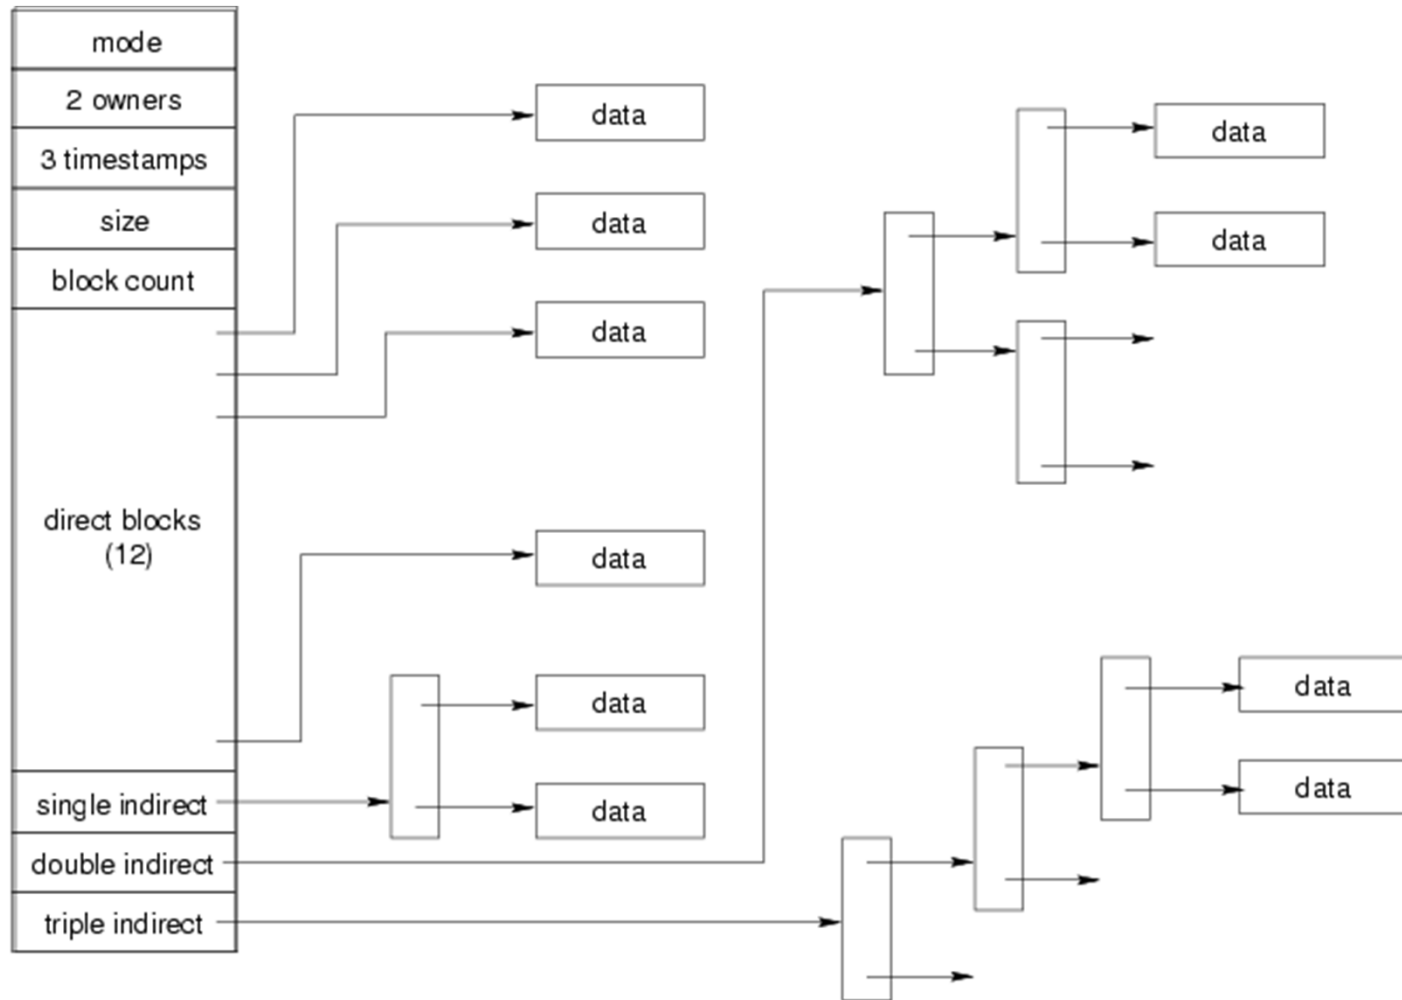 mode
2 owners
3 timestamps
size
block count
direct blocks
(12)
single indirect
double indirect
triple indirect
data
data
data
data
data
data
data
data
data
data